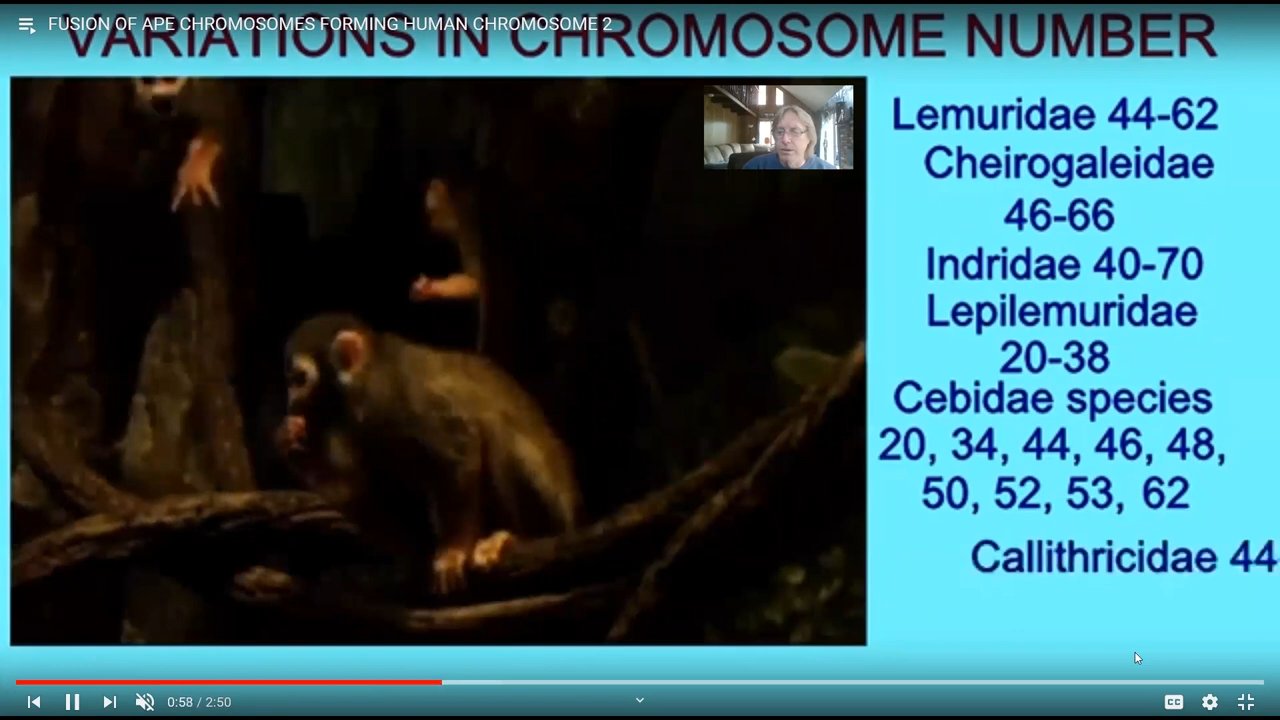 FUSION OF APE CHROMOSOMES FORMING HUMAN CHROMOSOME 2
VARIATIONS IN CHROMOSOME NUMBER
Lemuridae 44-62
Cheirogaleidae
46-66
Indridae 40-70
Lepilemuridae
20-38
Cebidae species
20, 34, 44, 46, 48,
50, 52, 53, 62
Callithricidae 44-
0:58 / 2:50
CC